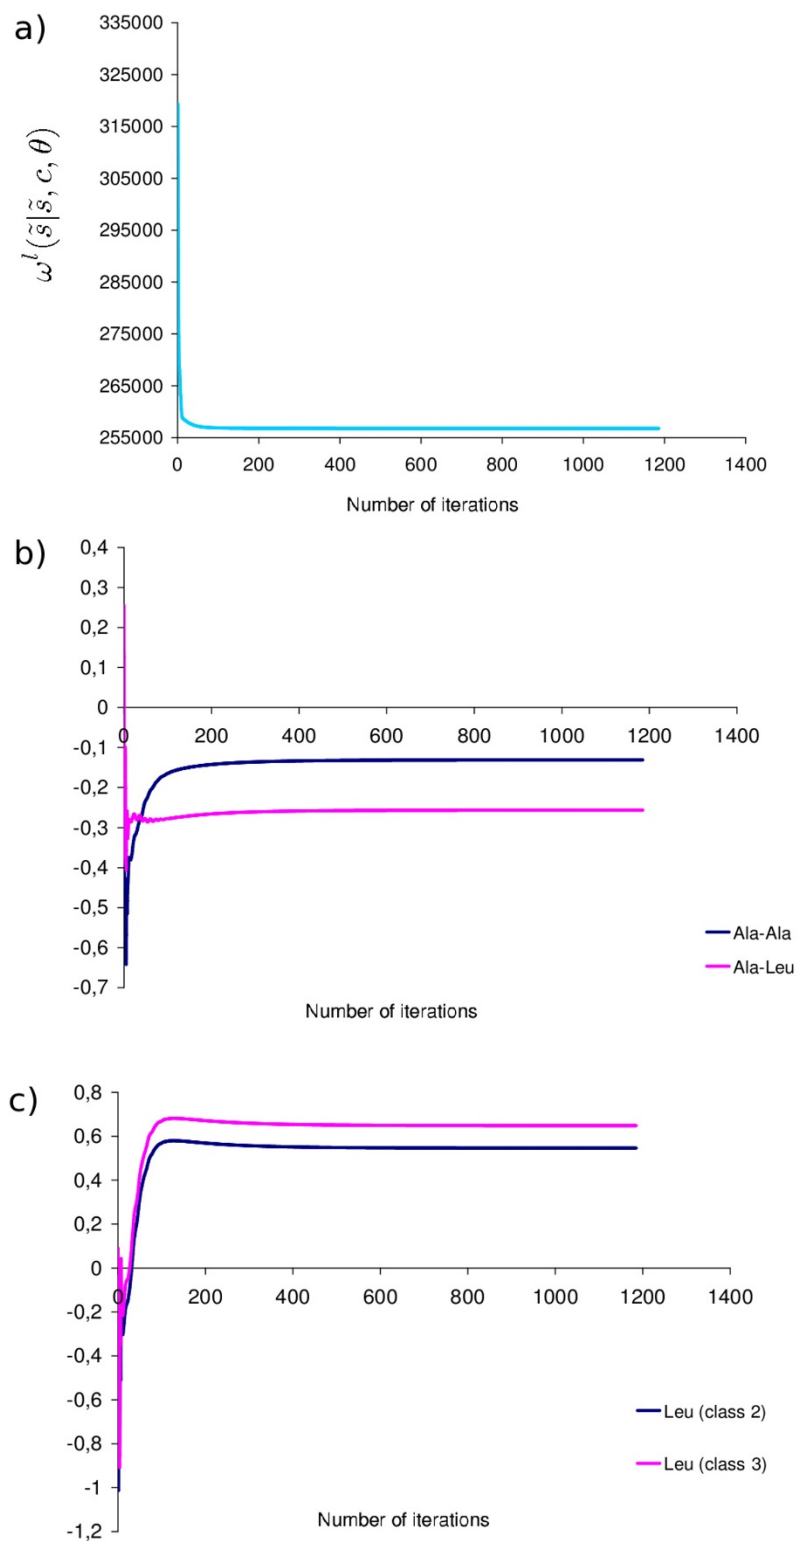 a)
335000
325000
315000
305000
295000
285000
275000
265000
255000
ω^l(s̃|s̃, c, θ)
0 200 400 600 800 1000 1200 1400
Number of iterations
b)
0,4
0,3
0,2
0,1
0
-0,1
-0,2
-0,3
-0,4
-0,5
-0,6
-0,7
0 200 400 600 800 1000 1200 1400
Ala-Ala
Ala-Leu
Number of iterations
c)
0,8
0,6
0,4
0,2
0
-0,2
-0,4
-0,6
-0,8
-1
-1,2
0 200 400 600 800 1000 1200 1400
Leu (class 2)
Leu (class 3)
Number of iterations